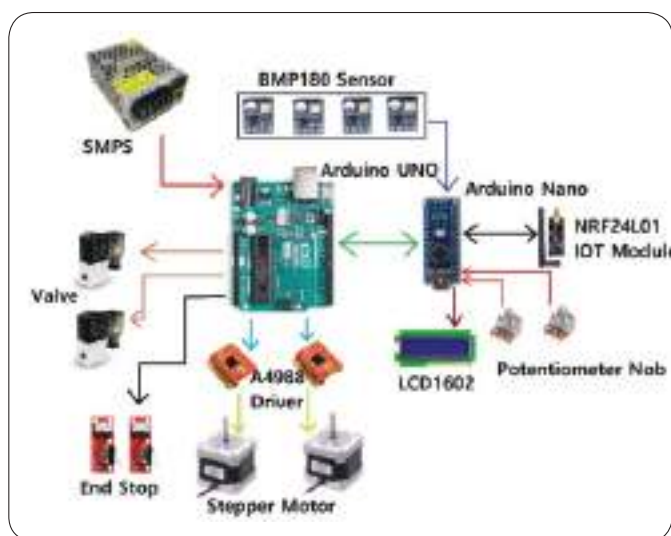 BMP180 Sensor
SMPS
Arduino UNO
Arduino Nano
NRF24L01
IOT Module
Valve
A4988
Driver
LCD1602
Potentiometer Nob
End Stop
Stepper Motor